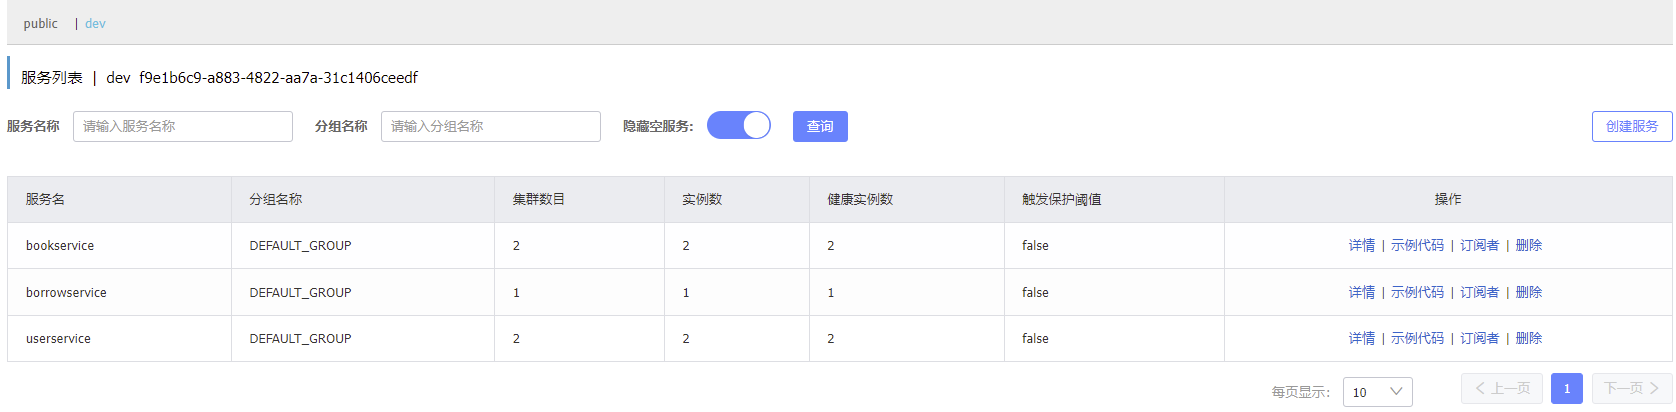 public | dev
服务列表 | dev f9e1b6c9-a883-4822-aa7a-31c1406ceedf
服务名称 请输入服务名称 分组名称 请输入分组名称 隐藏空服务: 查询 创建服务
服务名 分组名称 集群数目 实例数 健康实例数 触发保护阈值 操作
bookservice DEFAULT_GROUP 2 2 2 false 详情 | 示例代码 | 订阅者 | 删除
borrowservice DEFAULT_GROUP 1 1 1 false 详情 | 示例代码 | 订阅者 | 删除
userservice DEFAULT_GROUP 2 2 2 false 详情 | 示例代码 | 订阅者 | 删除
每页显示: 10 上一页 1 下一页